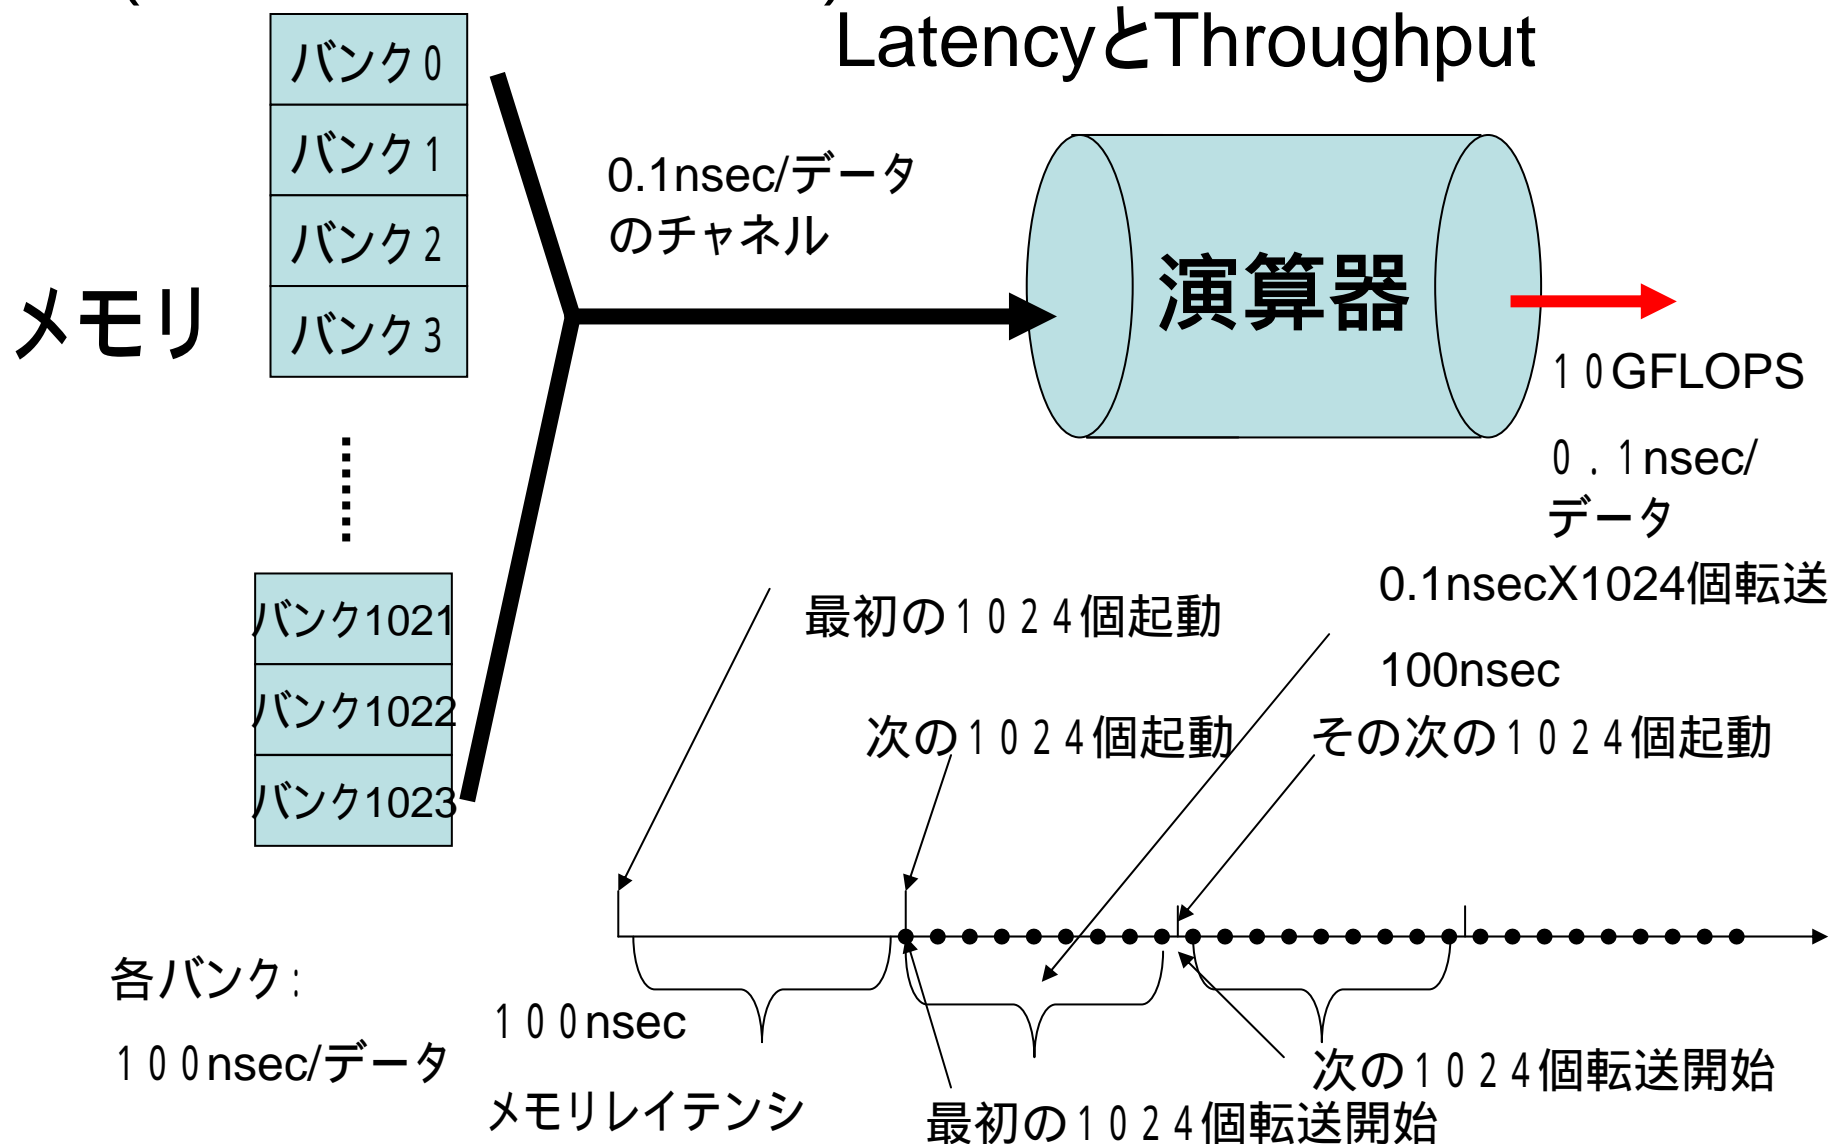 LatencyとThroughput
バンク0
バンク1
バンク2
バンク3
メモリ
0.1nsec/データ
のチャネル
演算器
10GFLOPS
0.1nsec/
データ
バンク1021
バンク1022
バンク1023
最初の1024個起動
0.1nsecX1024個転送
100nsec
次の1024個起動
その次の1024個起動
各バンク:
100nsec/データ
100nsec
メモリレイテンシ
次の1024個転送開始
最初の1024個転送開始